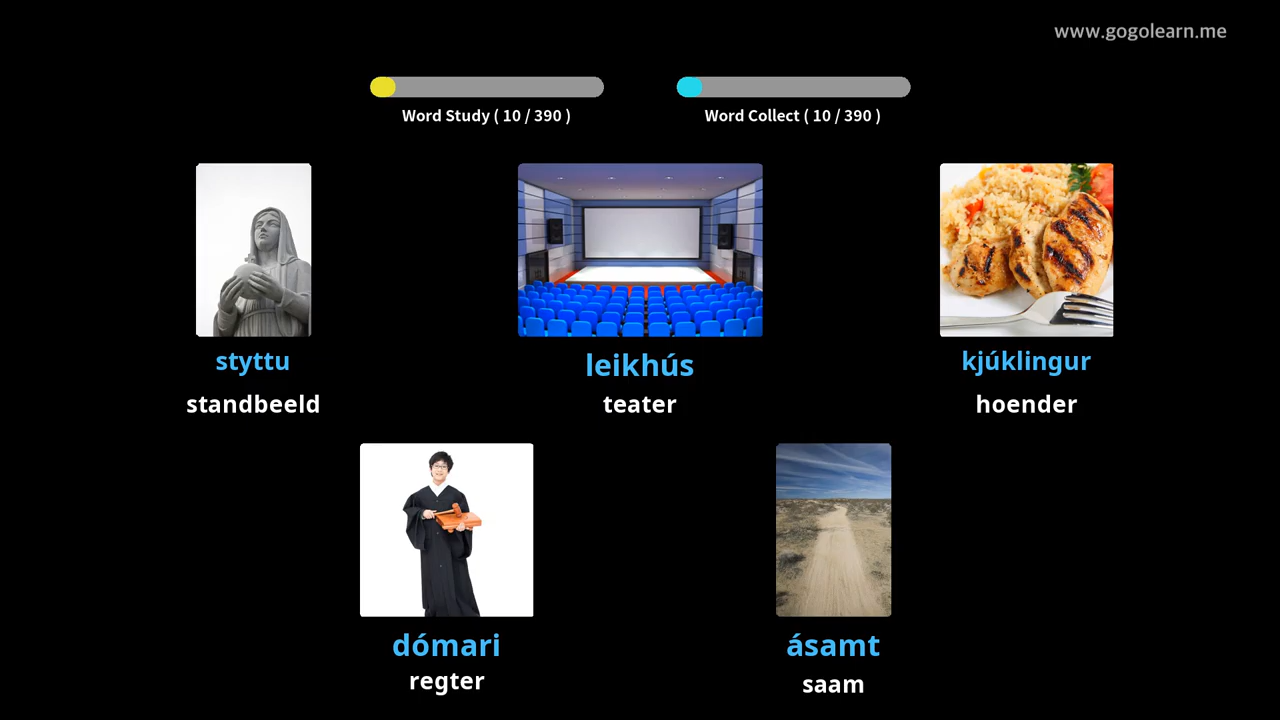 www.gogolearn.me
Word Study ( 10 / 390 )
Word Collect ( 10 / 390 )
styttu
standbeeld
leikhús
teater
kjúklingur
hoender
dómari
regter
ásamt
saam